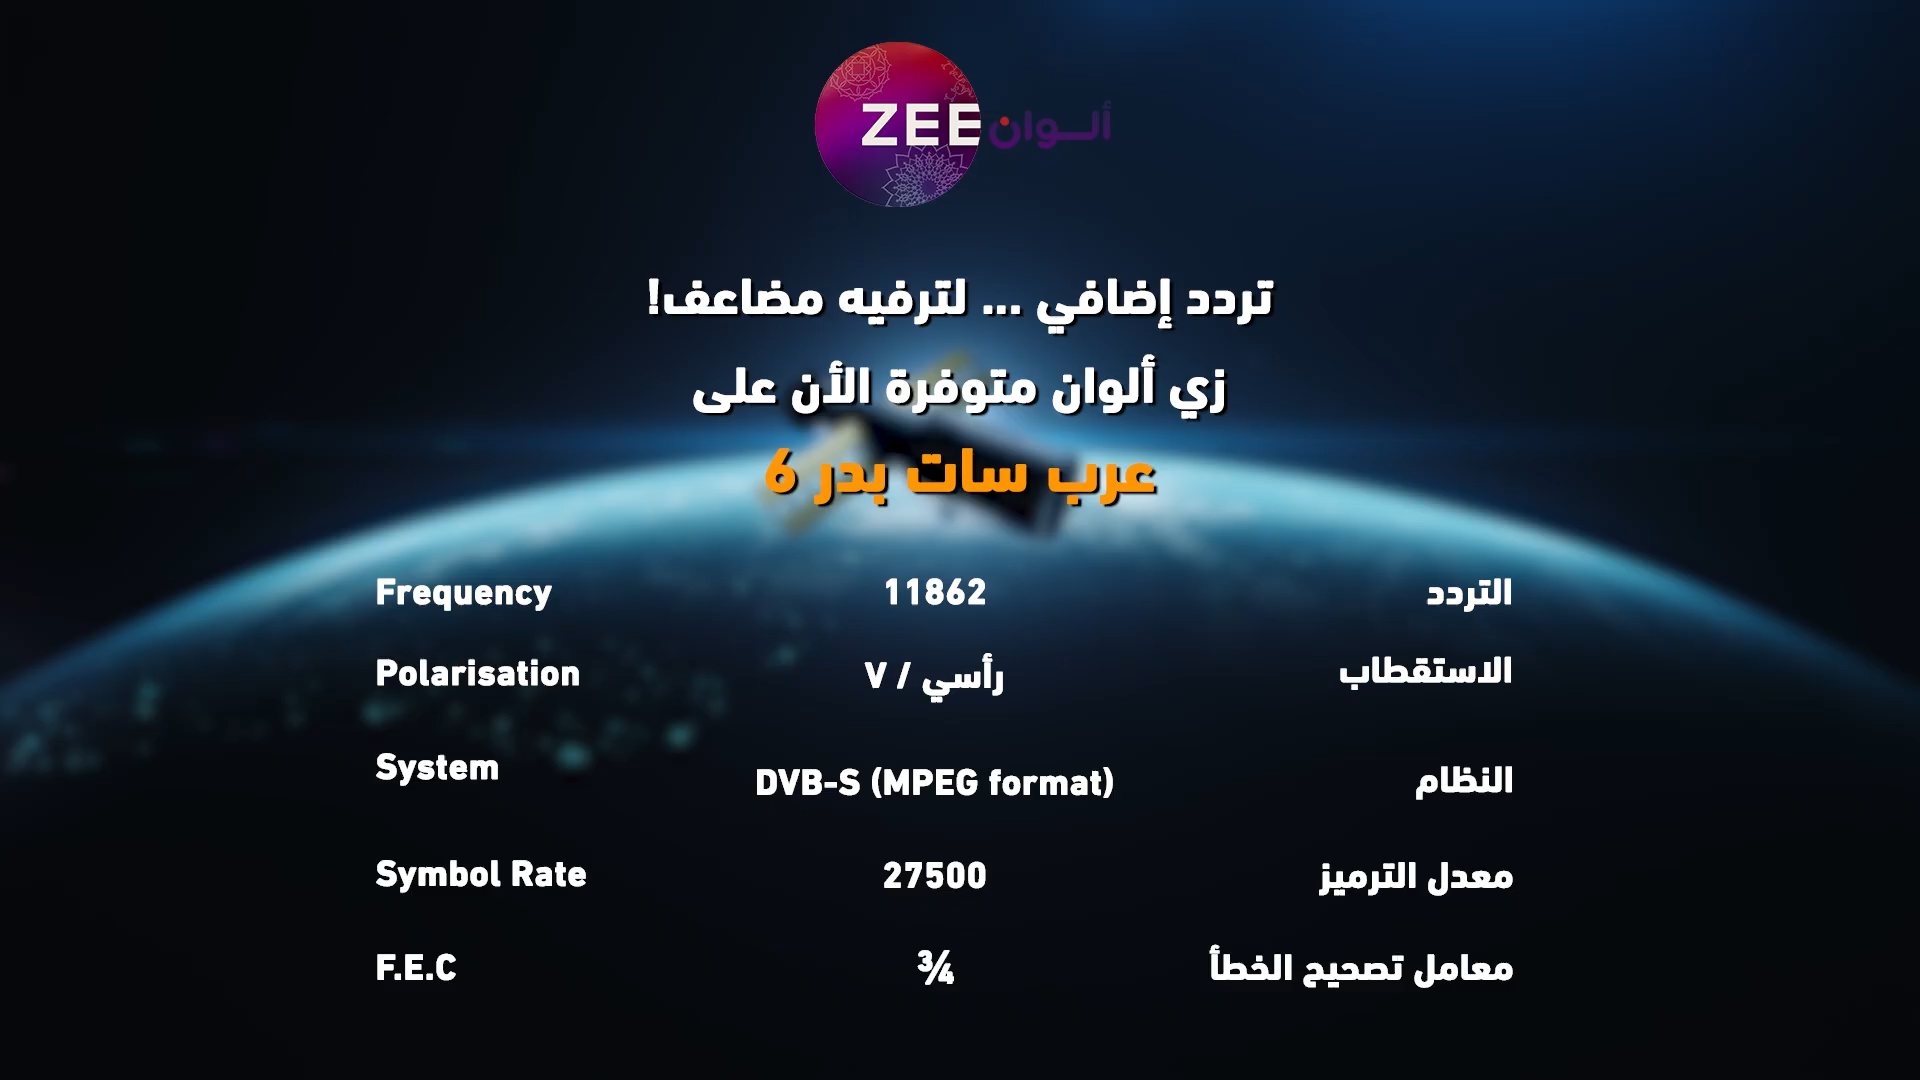 ZEE ألوان
تردد إضافي ... لترفيه مضاعف!
زي ألوان متوفرة الأن على
عرب سات بدر 6
Frequency 11862 التردد
Polarisation رأسي / V الاستقطاب
System DVB-S (MPEG format) النظام
Symbol Rate 27500 معدل الترميز
F.E.C ¾ معامل تصحيح الخطأ